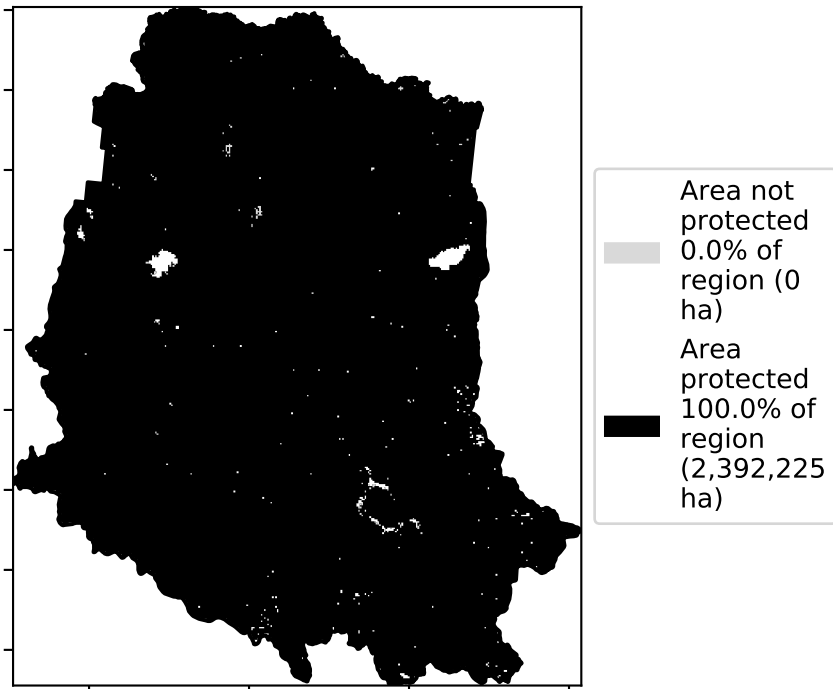 Area not
protected
0.0% of
region (0
ha)
Area
protected
100.0% of
region
(2,392,225
ha)